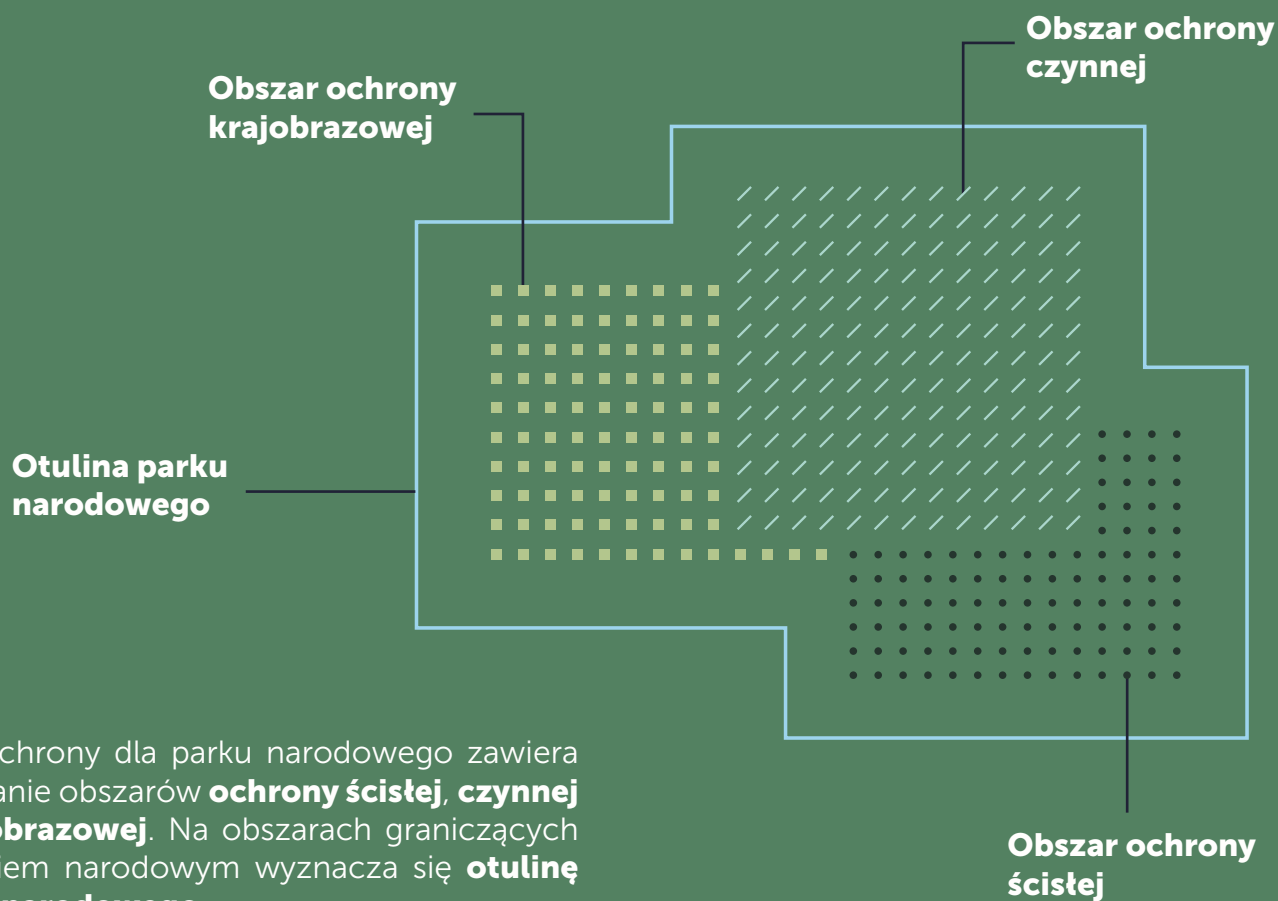 Obszar ochrony
czynnej
Obszar ochrony
krajobrazowej
Otulina parku
narodowego
chrony dla parku narodowego zawiera
anie obszarów ochrony ścisłej, czynnej
obrazowej. Na obszarach graniczących
iem narodowym wyznacza się otulinę
Obszar ochrony
ścisłej